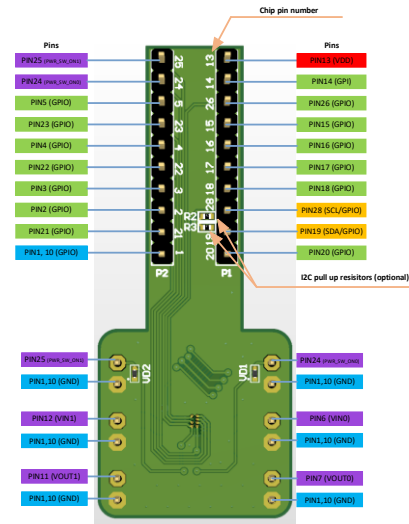 Chip pin number
Pins
Pins
PIN25 (PWR_SW_ON1)
PIN24 (PWR_SW_ON0)
PIN5 (GPIO)
PIN23 (GPIO)
PIN4 (GPIO)
PIN22 (GPIO)
PIN3 (GPIO)
PIN2 (GPIO)
PIN21 (GPIO)
PIN1, 10 (GPIO)
25
24
5
23
4
22
3
2
21
1
P2
13
14
26
15
16
17
18
28
19
20
P1
R2
R3
PIN13 (VDD)
PIN14 (GPI)
PIN26 (GPIO)
PIN15 (GPIO)
PIN16 (GPIO)
PIN17 (GPIO)
PIN18 (GPIO)
PIN28 (SCL/GPIO)
PIN19 (SDA/GPIO)
PIN20 (GPIO)
I2C pull up resisitors (optional)
PIN25 (PWR_SW_ON1)
PIN1,10 (GND)
PIN12 (VIN1)
PIN1,10 (GND)
PIN11 (VOUT1)
PIN1,10 (GND)
VD2
VD1
PIN24 (PWR_SW_ON0)
PIN1,10 (GND)
PIN6 (VIN0)
PIN1,10 (GND)
PIN7 (VOUT0)
PIN1,10 (GND)